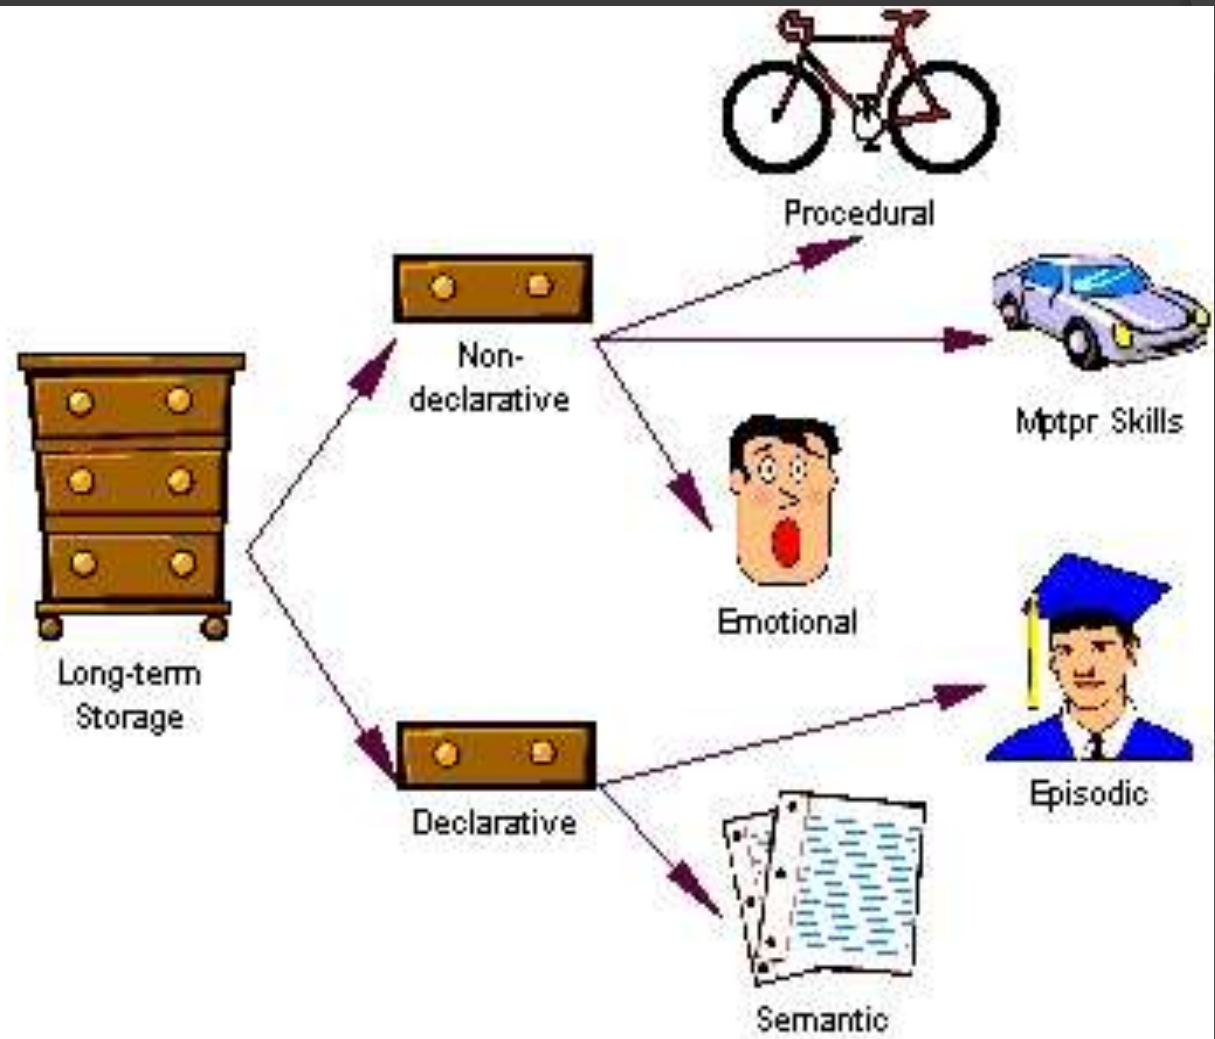 Procedural
Non-
declarative
Mptpr Skills
Emotional
Long-term
Storage
Episodic
Declarative
Semantic